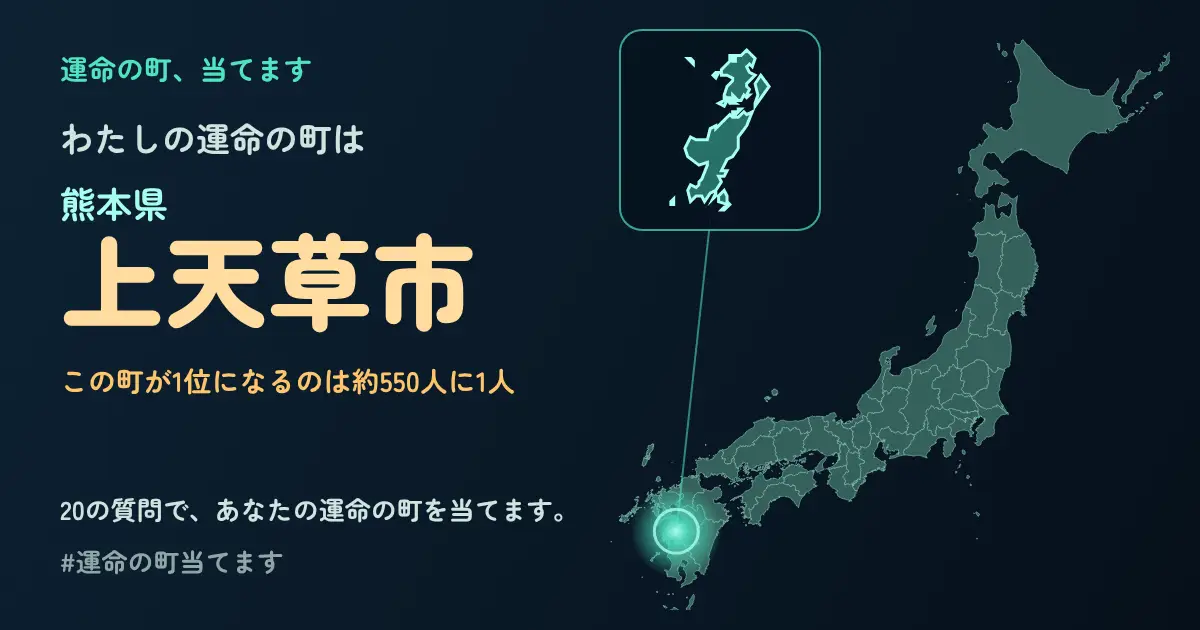 運命の町、当てます
わたしの運命の町は
熊本県
上天草市
この町が1位になるのは約550人に1人
20の質問で、あなたの運命の町を当てます。
#運命の町当てます